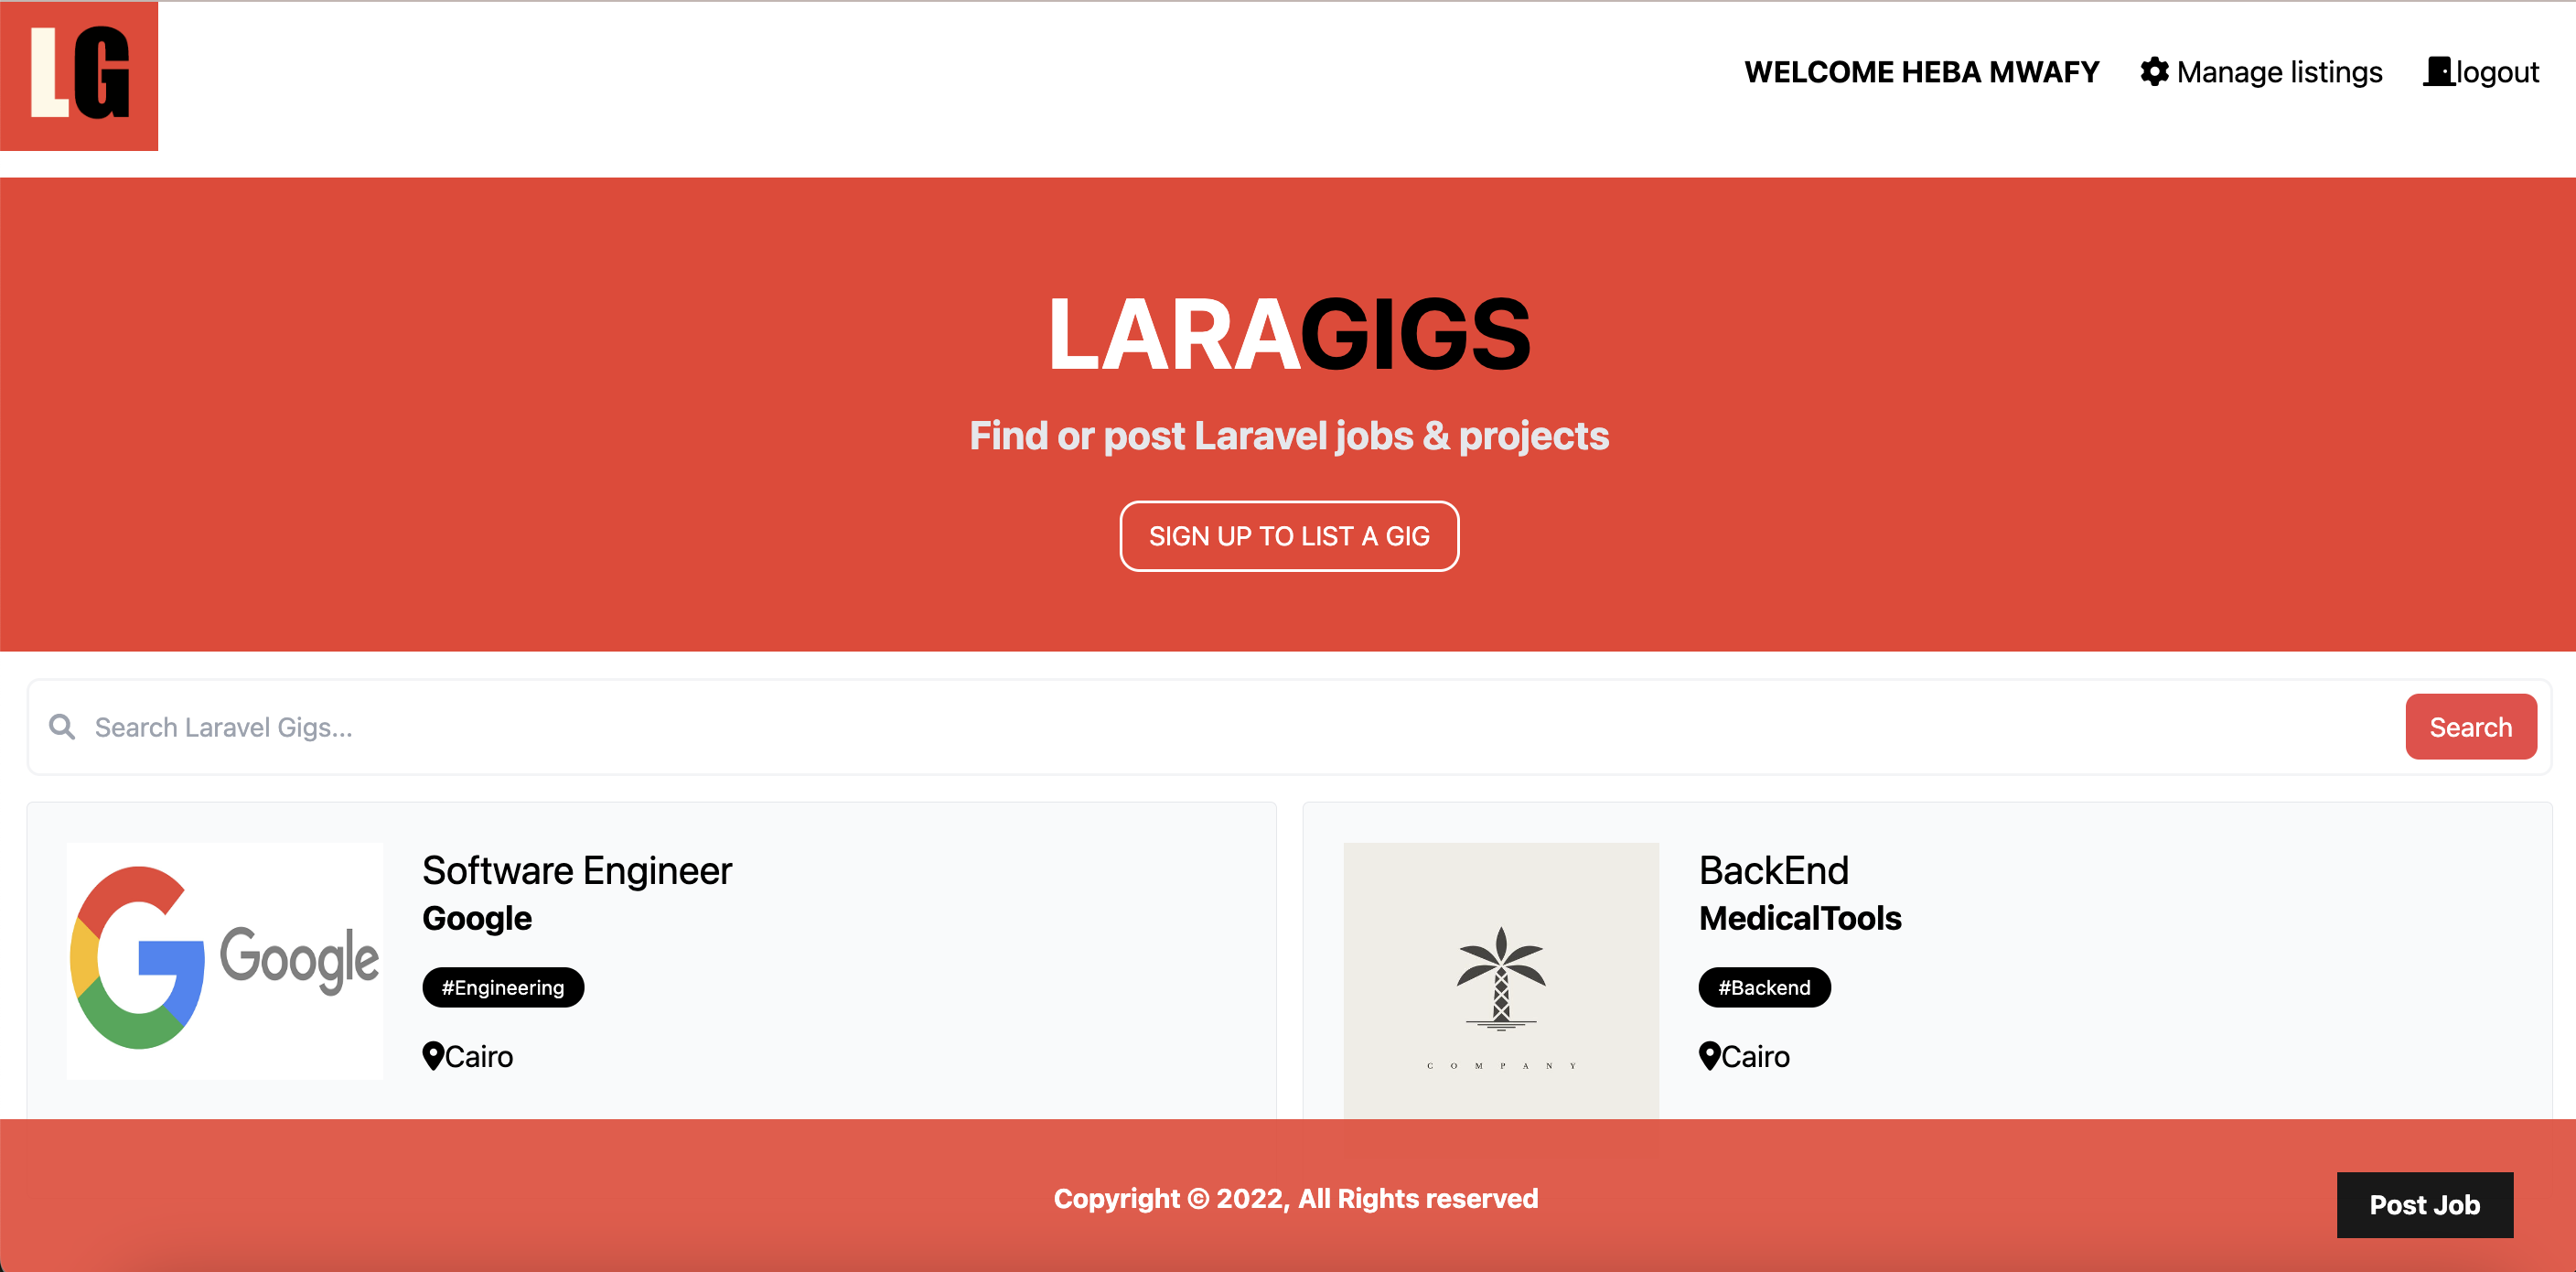 LG
WELCOME HEBA MWAFY Manage listings logout
LARAGIGS
Find or post Laravel jobs & projects
SIGN UP TO LIST A GIG
Search Laravel Gigs... Search
Software Engineer
Google
Google
#Engineering
Cairo
BackEnd
MedicalTools
#Backend
Cairo
COMPANY
Copyright © 2022, All Rights reserved
Post Job